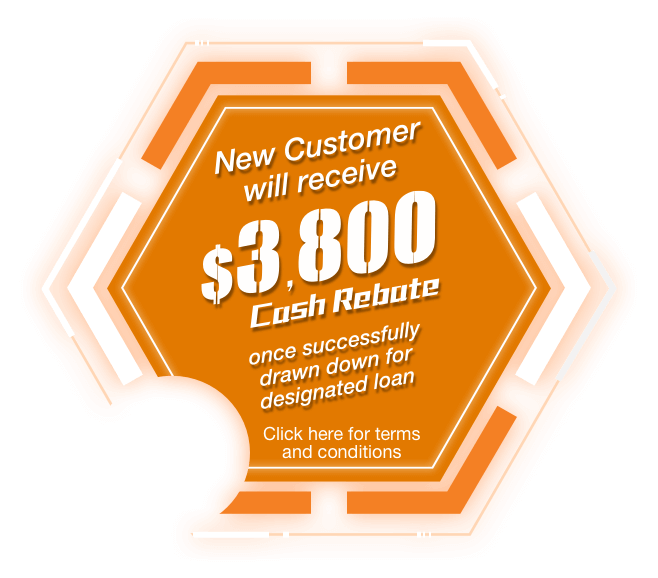 New Customer
will receive
$3,800
Cash Rebate
once successfully
drawn down for
designated loan
Click here for terms
and conditions